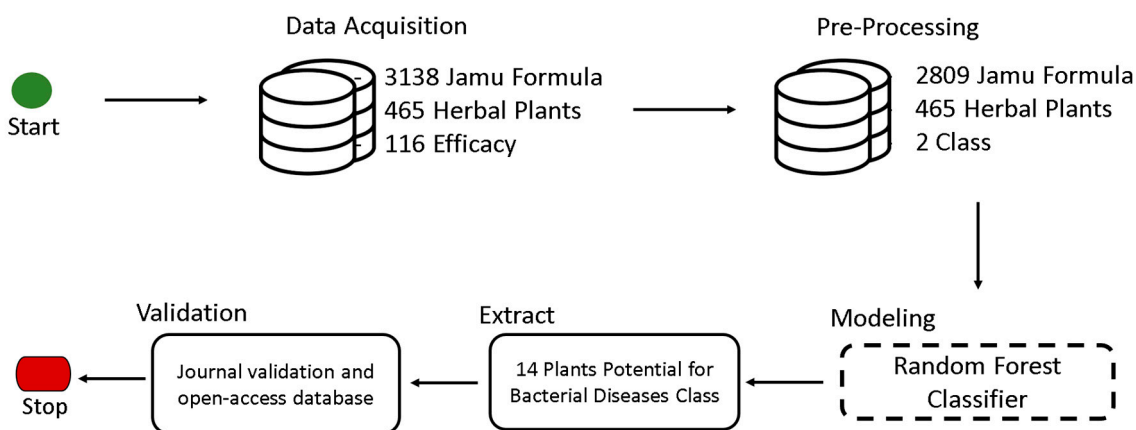 Data Acquisition
Pre-Processing
Start
- 3138 Jamu Formula
465 Herbal Plants
- 116 Efficacy
2809 Jamu Formula
465 Herbal Plants
2 Class
Validation
Extract
Modeling
Stop
Journal validation and
open-access database
14 Plants Potential for
Bacterial Diseases Class
Random Forest
Classifier